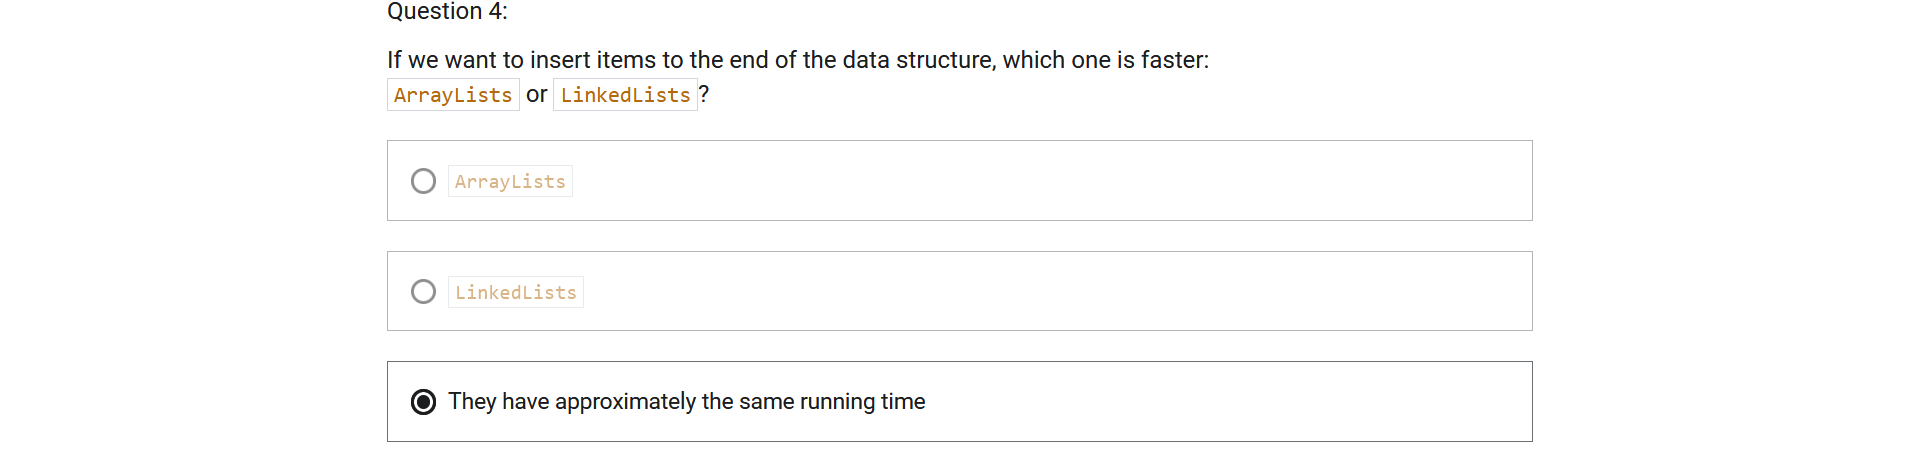 Question 4:
If we want to insert items to the end of the data structure, which one is faster:
ArrayLists or LinkedLists?
ArrayLists
LinkedLists
They have approximately the same running time